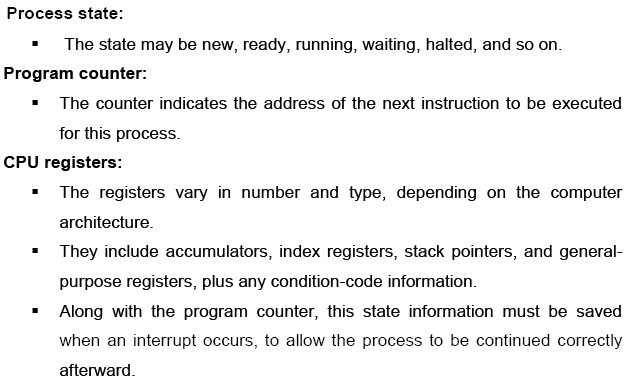 Process state:
▪ The state may be new, ready, running, waiting, halted, and so on.
Program counter:
▪ The counter indicates the address of the next instruction to be executed
for this process.
CPU registers:
▪ The registers vary in number and type, depending on the computer
architecture.
▪ They include accumulators, index registers, stack pointers, and general-
purpose registers, plus any condition-code information.
▪ Along with the program counter, this state information must be saved
when an interrupt occurs, to allow the process to be continued correctly
afterward.